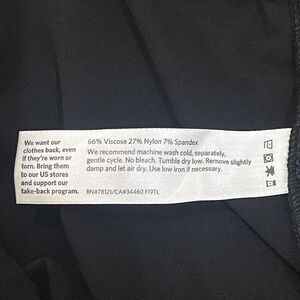 We want our
clothes back, even
if they're worn or
torn. Bring them
to our US stores
and support our
take-back program.
66% Viscose 27% Nylon 7% Spandex
We recommend machine wash cold, separately,
gentle cycle. No bleach. Tumble dry low. Remove slightly
damp and let air dry. Use low iron if necessary.
RN#78121/CA#34460 F19TL